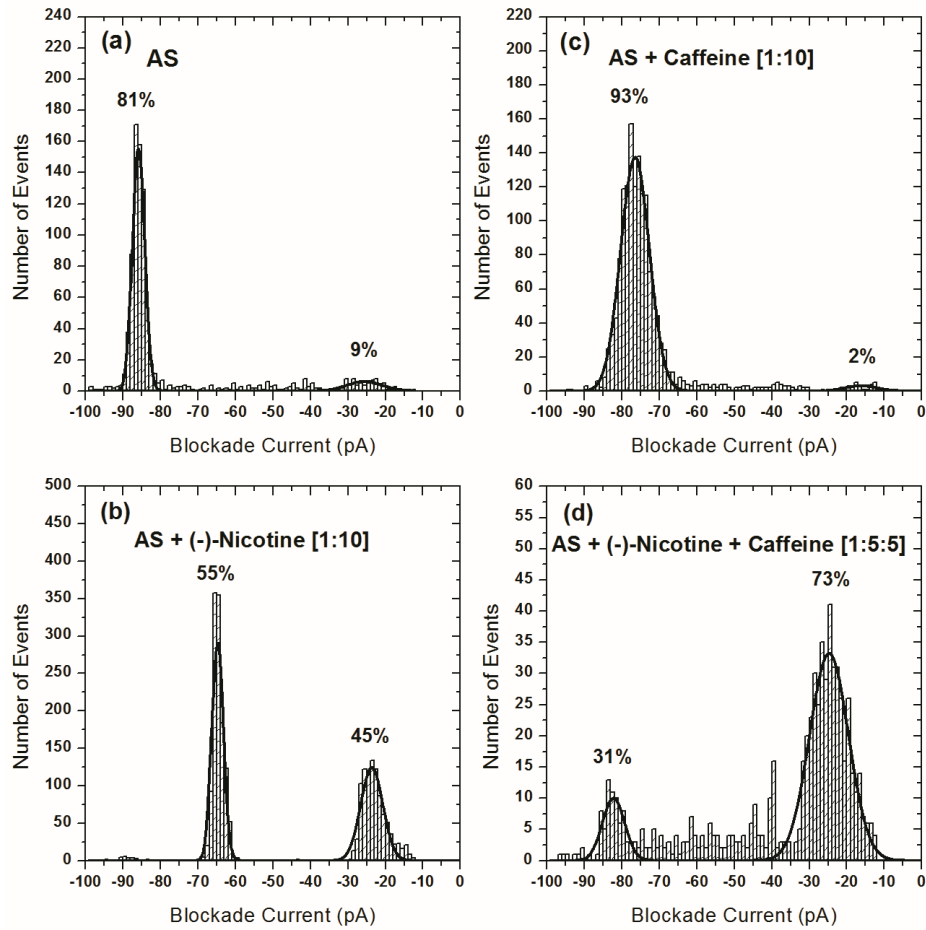 (a)
AS
81%
9%
240
220
200
180
160
140
120
100
80
60
40
20
0
Number of Events
-100 -90 -80 -70 -60 -50 -40 -30 -20 -10 0
Blockade Current (pA)
(c)
AS + Caffeine [1:10]
93%
2%
220
200
180
160
140
120
100
80
60
40
20
0
Number of Events
-100 -90 -80 -70 -60 -50 -40 -30 -20 -10 0
Blockade Current (pA)
(b)
AS + (-)-Nicotine [1:10]
55%
45%
500
450
400
350
300
250
200
150
100
50
0
Number of Events
-100 -90 -80 -70 -60 -50 -40 -30 -20 -10 0
Blockade Current (pA)
(d)
AS + (-)-Nicotine + Caffeine [1:5:5]
73%
31%
60
55
50
45
40
35
30
25
20
15
10
5
0
Number of Events
-100 -90 -80 -70 -60 -50 -40 -30 -20 -10 0
Blockade Current (pA)